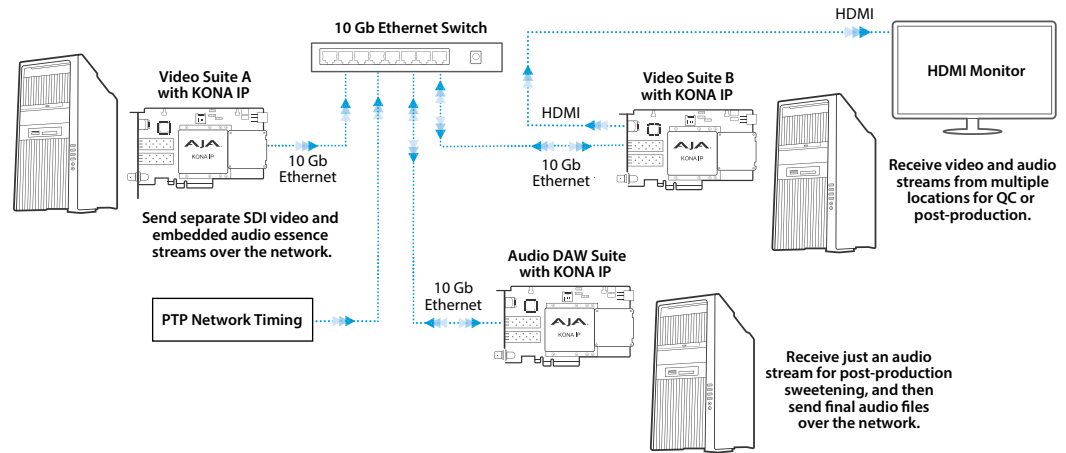 10 Gb Ethernet Switch
HDMI
HDMI Monitor
Video Suite A
with KONA IP
AJA
KONA IP
10 Gb
Ethernet
Send separate SDI video and
embedded audio essence
streams over the network.
Video Suite B
with KONA IP
HDMI
AJA
KONA IP
10 Gb
Ethernet
Receive video and audio
streams from multiple
locations for QC or
post-production.
PTP Network Timing
Audio DAW Suite
with KONA IP
10 Gb
Ethernet
AJA
KONA IP
Receive just an audio
stream for post-production
sweetening, and then
send final audio files
over the network.